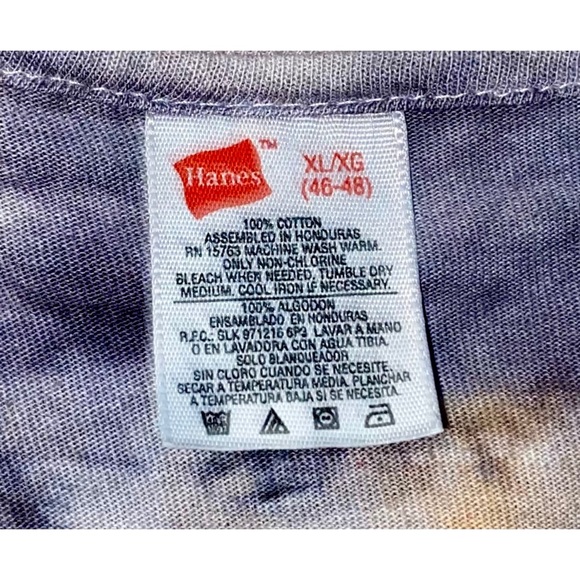 Hanes™
XL/XG
(46-48)
100% COTTON
ASSEMBLED IN HONDURAS
RN 15763 MACHINE WASH WARM.
ONLY NON-CHLORINE
BLEACH WHEN NEEDED, TUMBLE DRY
MEDIUM. COOL IRON IF NECESSARY.
100% ALGODON
ENSAMBLADO EN HONDURAS
R.F.C.: SLK 971216 6P3 LAVAR A MANO
O EN LAVADORA CON AGUA TIBIA.
SOLO BLANQUEADOR
SIN CLORO CUANDO SE NECESITE.
SECAR A TEMPERATURA MEDIA. PLANCHAR
A TEMPERATURA BAJA SI SE NECESITA.